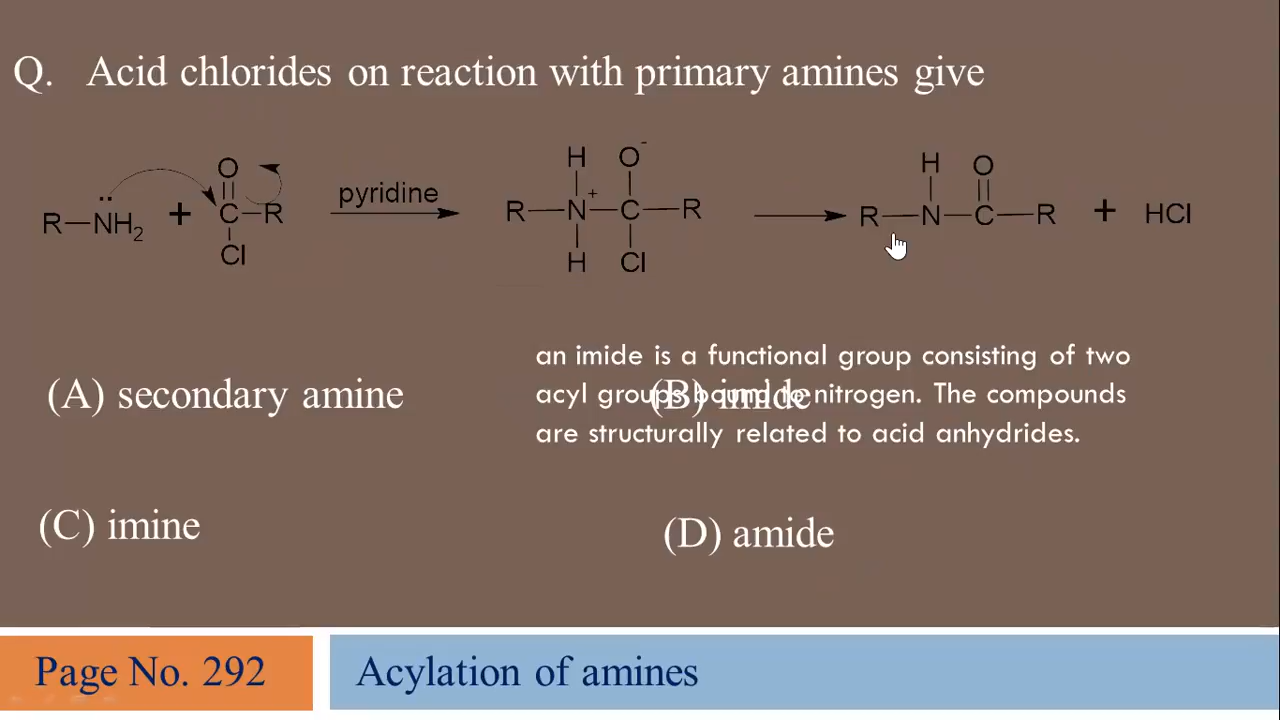 Q. Acid chlorides on reaction with primary amines give
R—NH2 + O C—R Cl pyridine H O- R—N+—C—R H Cl H O R—N—C—R + HCl
an imide is a functional group consisting of two
(A) secondary amine
(B) imide
acyl groups bound to nitrogen. The compounds
are structurally related to acid anhydrides.
(C) imine
(D) amide
Page No. 292
Acylation of amines